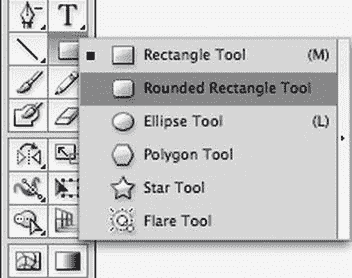 T
Rectangle Tool (M)
Rounded Rectangle Tool
Ellipse Tool (L)
Polygon Tool
Star Tool
Flare Tool